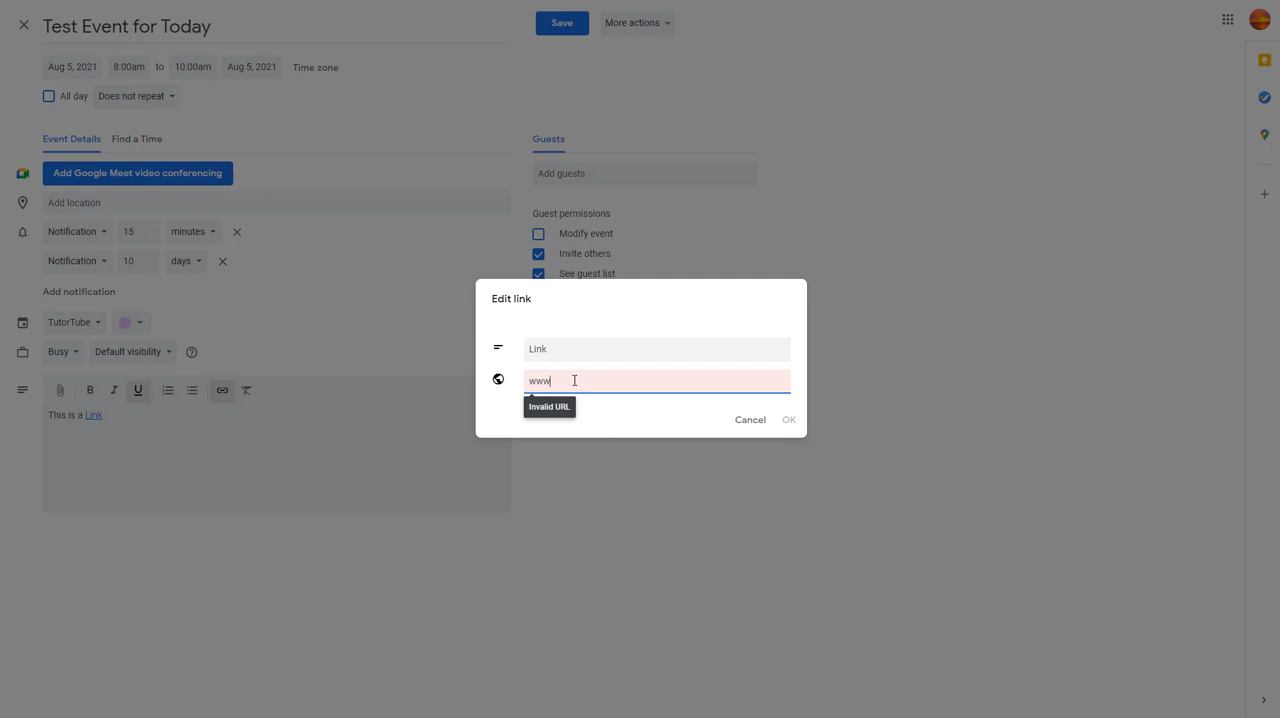 Test Event for Today
Save
More actions
Aug 5, 2021
8:00am
to
10:00am
Aug 5, 2021
Time zone
All day
Does not repeat
Event Details
Find a Time
Guests
Add Google Meet video conferencing
Add guests
Add location
Guest permissions
Notification
15
minutes
Modify event
Invite others
Notification
10
days
See guest list
Add notification
TutorTube
Busy
Default visibility
B
I
U
This is a Link
Edit link
Link
www
Invalid URL
Cancel
OK